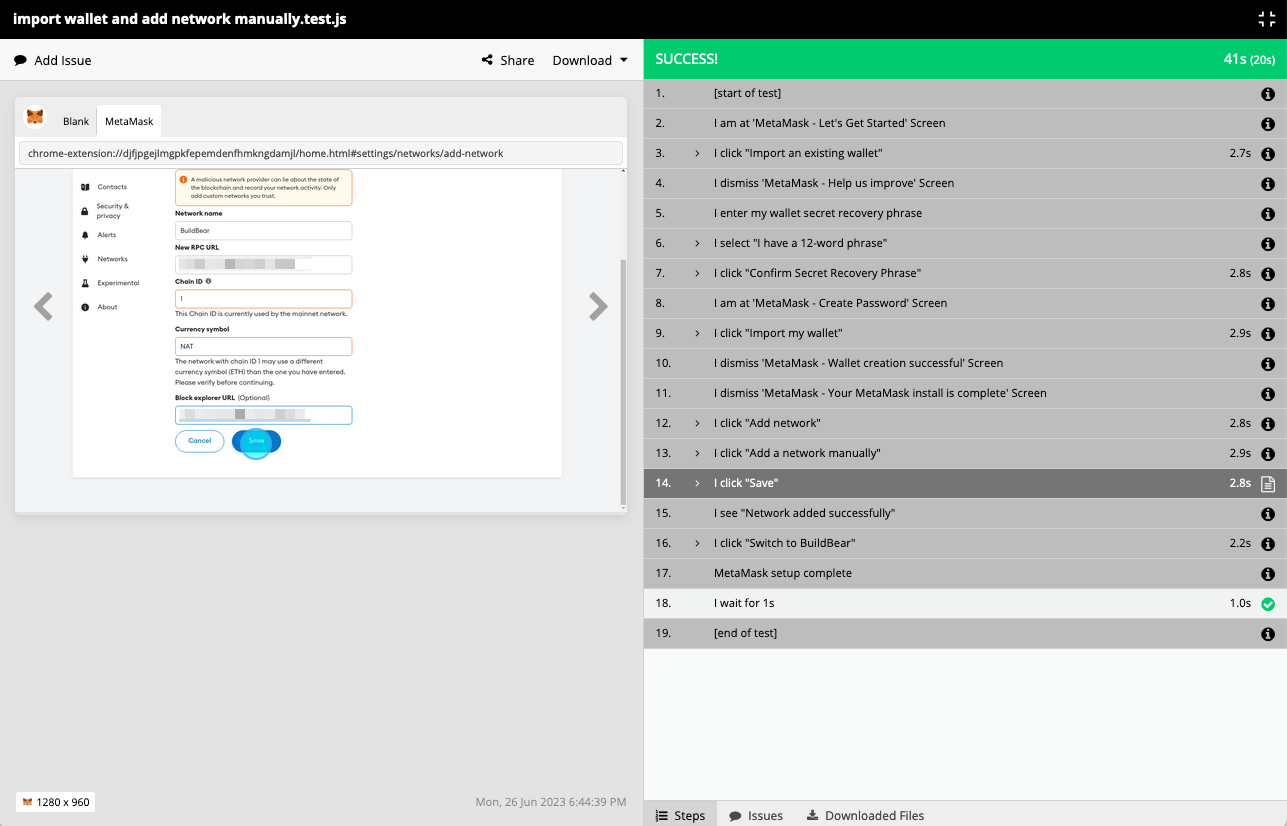 import wallet and add network manually.test.js
Add Issue
Share
Download
Blank
MetaMask
chrome-extension://djfjpgejlmgpkfepemdenfhmkngdamjl/home.html#settings/networks/add-network
Contacts
Security &
privacy
Alerts
Networks
Experimental
About
A malicious network provider can lie about the state
of the blockchain and record your network activity. Only
add custom networks you trust.
Network name
BuildBear
New RPC URL
Chain ID
1
This Chain ID is currently used by the mainnet network.
Currency symbol
NAT
The network with chain ID 1 may use a different
currency symbol (ETH) than the one you have entered.
Please verify before continuing.
Block explorer URL (Optional)
Cancel
Save
1280 x 960
Mon, 26 Jun 2023 6:44:39 PM
SUCCESS!
41s (20s)
1. [start of test]
2. I am at 'MetaMask - Let's Get Started' Screen
3. > I click "Import an existing wallet" 2.7s
4. I dismiss 'MetaMask - Help us improve' Screen
5. I enter my wallet secret recovery phrase
6. > I select "I have a 12-word phrase"
7. > I click "Confirm Secret Recovery Phrase" 2.8s
8. I am at 'MetaMask - Create Password' Screen
9. > I click "Import my wallet" 2.9s
10. I dismiss 'MetaMask - Wallet creation successful' Screen
11. I dismiss 'MetaMask - Your MetaMask install is complete' Screen
12. > I click "Add network" 2.8s
13. > I click "Add a network manually" 2.9s
14. > I click "Save" 2.8s
15. I see "Network added successfully"
16. > I click "Switch to BuildBear" 2.2s
17. MetaMask setup complete
18. I wait for 1s 1.0s
19. [end of test]
Steps
Issues
Downloaded Files